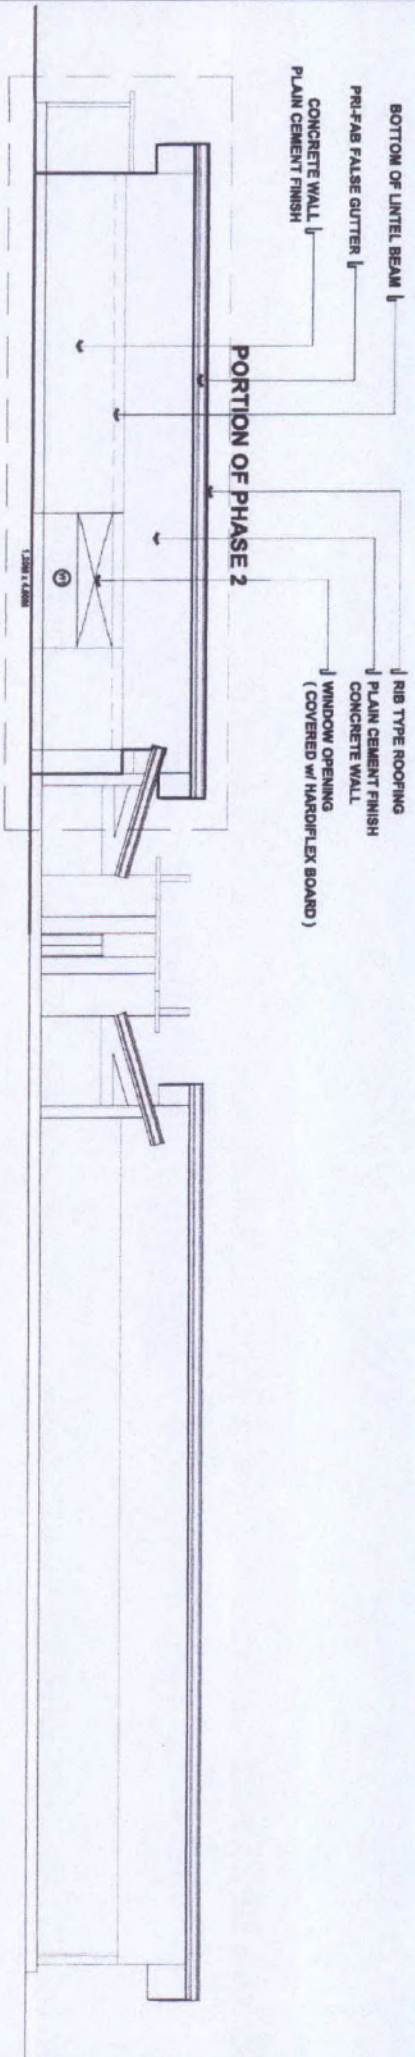 BOTTOM OF LINTEL BEAM
PRI-FAB FALSE GUTTER
CONCRETE WALL
PLAIN CEMENT FINISH
RIB TYPE ROOFING
PLAIN CEMENT FINISH
CONCRETE WALL
WINDOW OPENING
( COVERED W/ HARDIFLEX BOARD )
PORTION OF PHASE 2